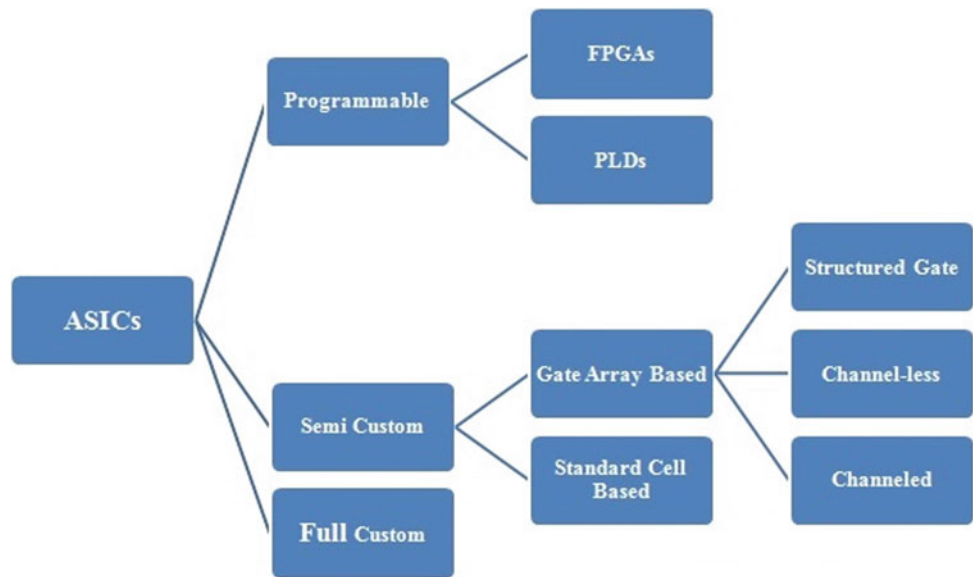 FPGAs
Programmable
PLDs
Structured Gate
ASICs
Gate Array Based
Channel-less
Semi Custom
Standard Cell
Based
Channeled
Full Custom